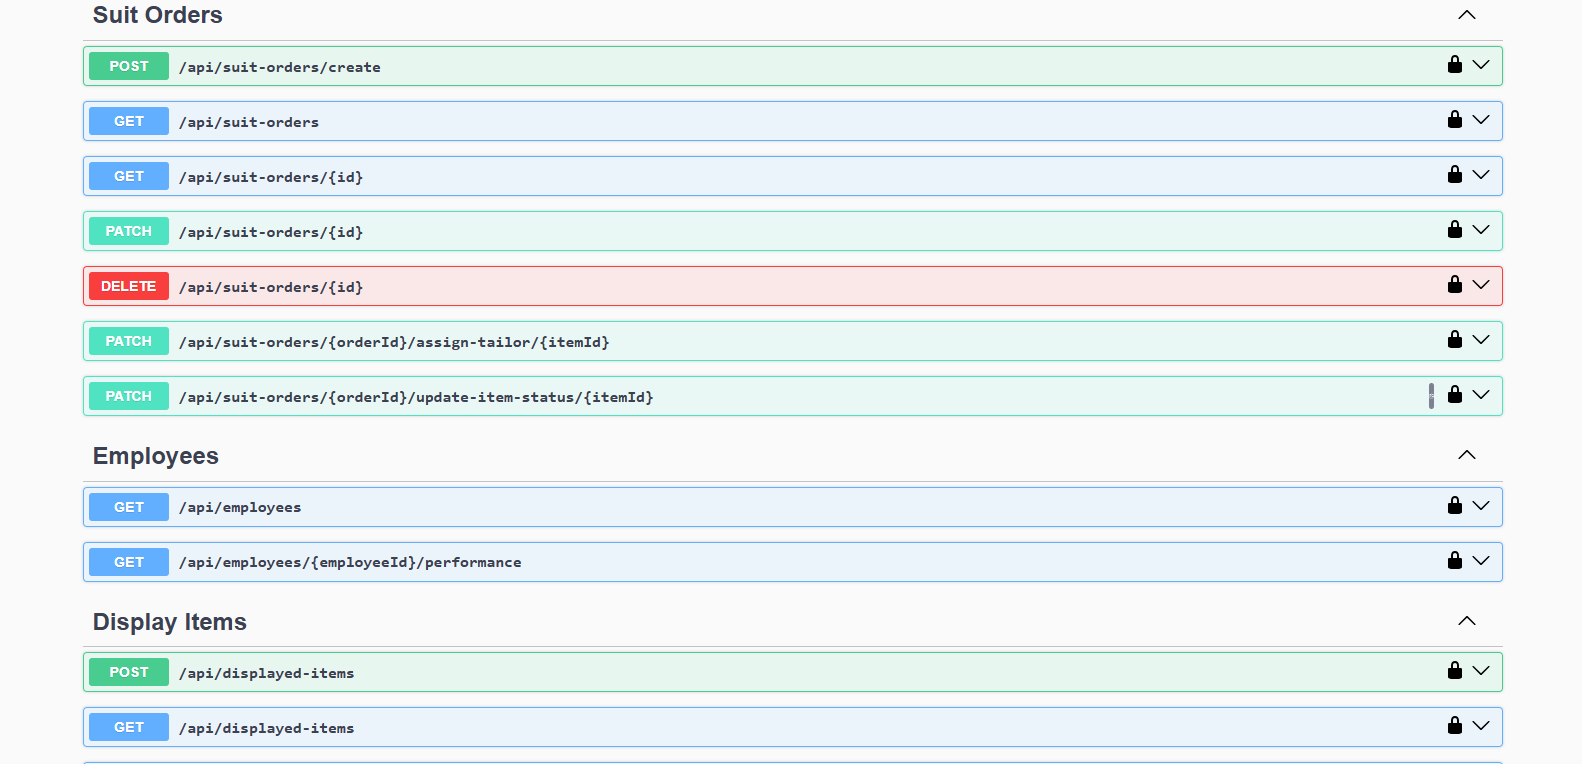 Suit Orders
POST /api/suit-orders/create
GET /api/suit-orders
GET /api/suit-orders/{id}
PATCH /api/suit-orders/{id}
DELETE /api/suit-orders/{id}
PATCH /api/suit-orders/{orderId}/assign-tailor/{itemId}
PATCH /api/suit-orders/{orderId}/update-item-status/{itemId}
Employees
GET /api/employees
GET /api/employees/{employeeId}/performance
Display Items
POST /api/displayed-items
GET /api/displayed-items